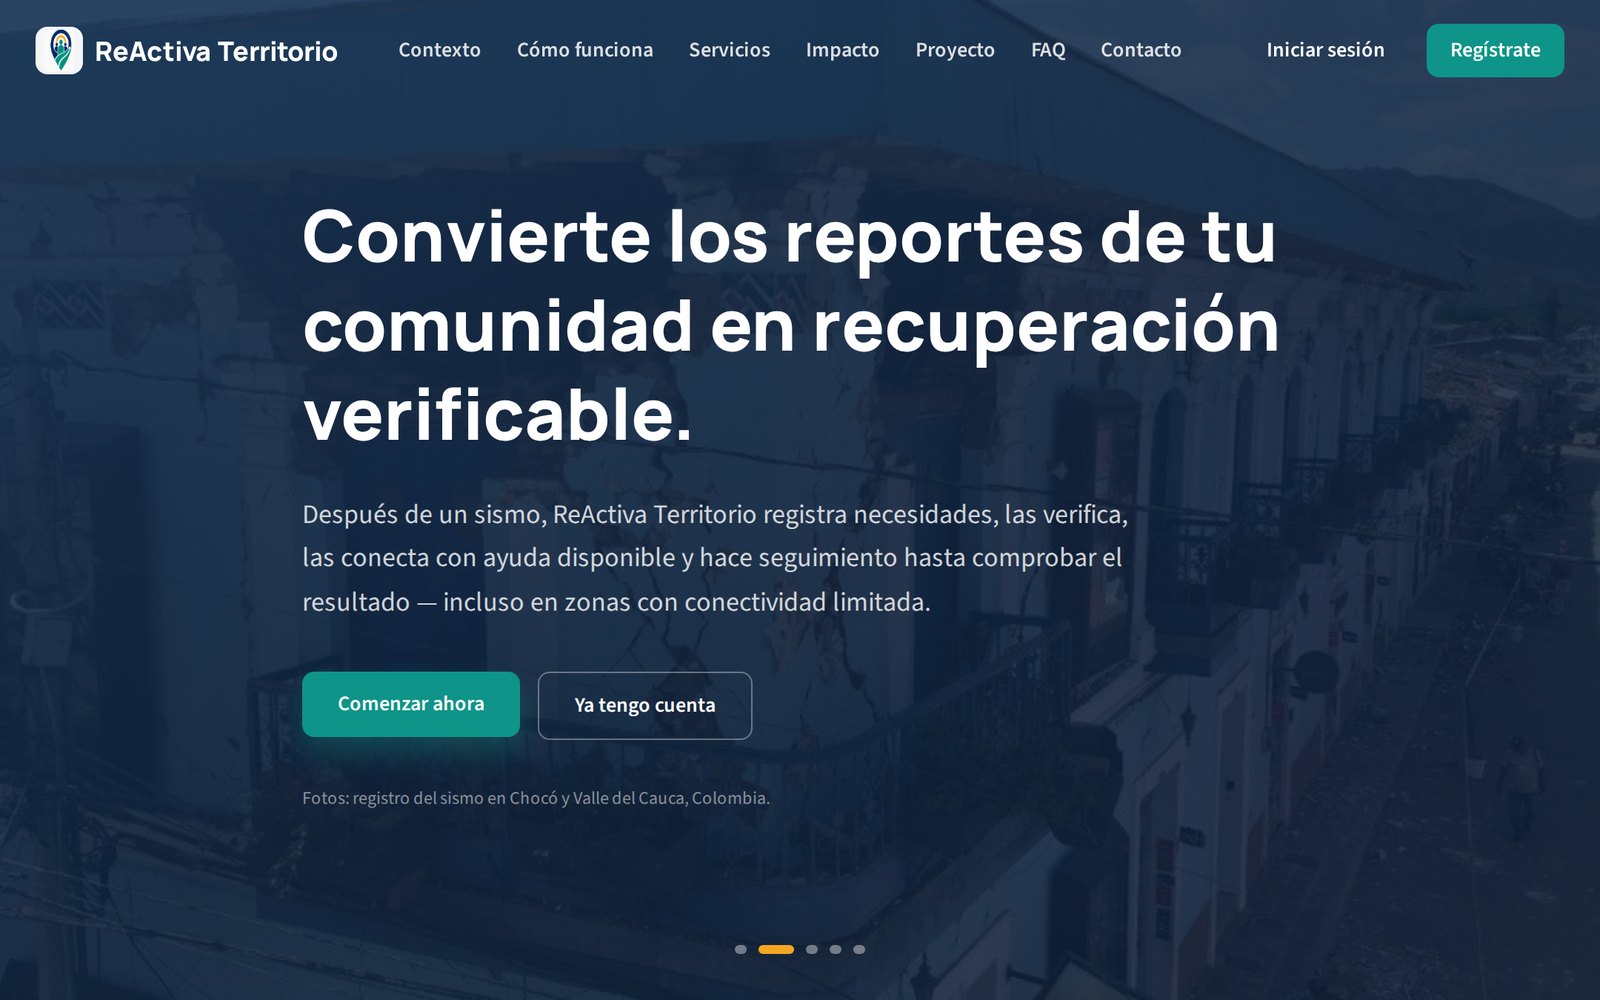 ReActiva Territorio
Contexto
Cómo funciona
Servicios
Impacto
Proyecto
FAQ
Contacto
Iniciar sesión
Regístrate
Convierte los reportes de tu
comunidad en recuperación
verificable.
Después de un sismo, ReActiva Territorio registra necesidades, las verifica,
las conecta con ayuda disponible y hace seguimiento hasta comprobar el
resultado — incluso en zonas con conectividad limitada.
Comenzar ahora
Ya tengo cuenta
Fotos: registro del sismo en Chocó y Valle del Cauca, Colombia.